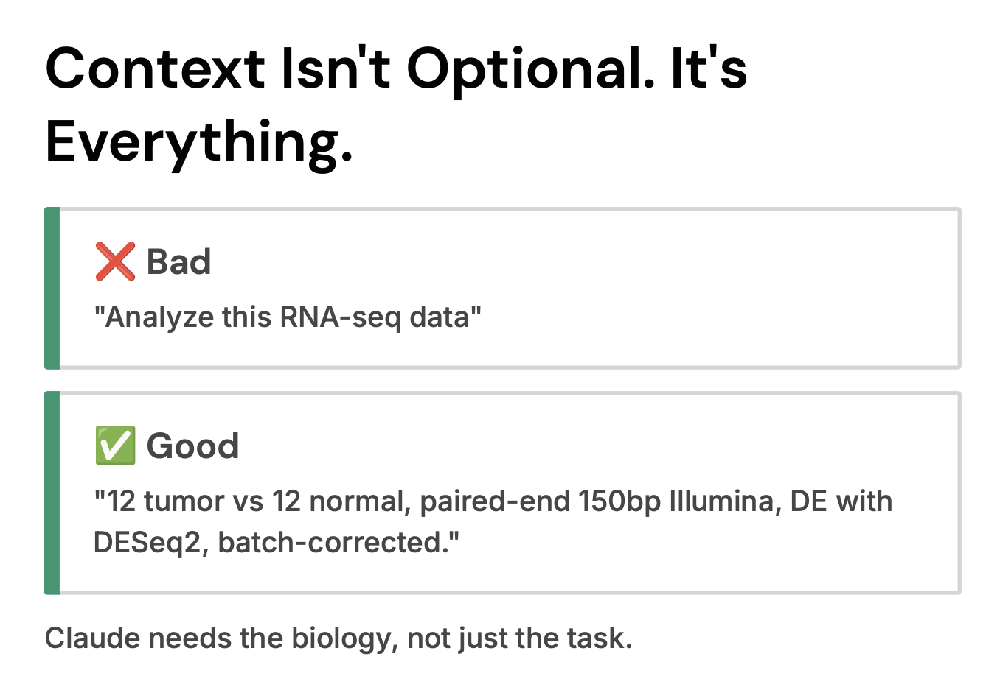 Context Isn't Optional. It's
Everything.
❌ Bad
"Analyze this RNA-seq data"
✅ Good
"12 tumor vs 12 normal, paired-end 150bp Illumina, DE with
DESeq2, batch-corrected."
Claude needs the biology, not just the task.